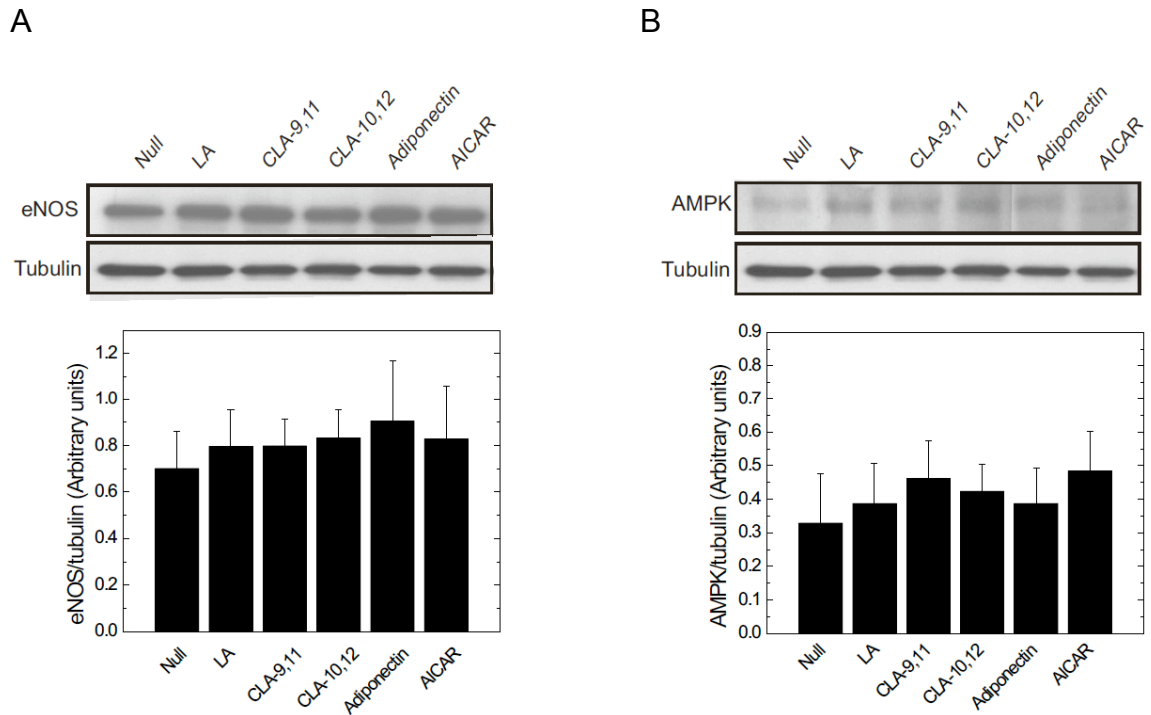 A
B
Null LA CLA-9,11 CLA-10,12 Adiponectin AICAR
Null LA CLA-9,11 CLA-10,12 Adiponectin AICAR
eNOS
AMPK
Tubulin
Tubulin
eNOS/tubulin (Arbitrary units)
1.2
1.0
0.8
0.6
0.4
0.2
0.0
Null LA CLA-9,11 CLA-10,12 Adiponectin AICAR
AMPK/tubulin (Arbitrary units)
0.9
0.8
0.7
0.6
0.5
0.4
0.3
0.2
0.1
0.0
Null LA CLA-9,11 CLA-10,12 Adiponectin AICAR